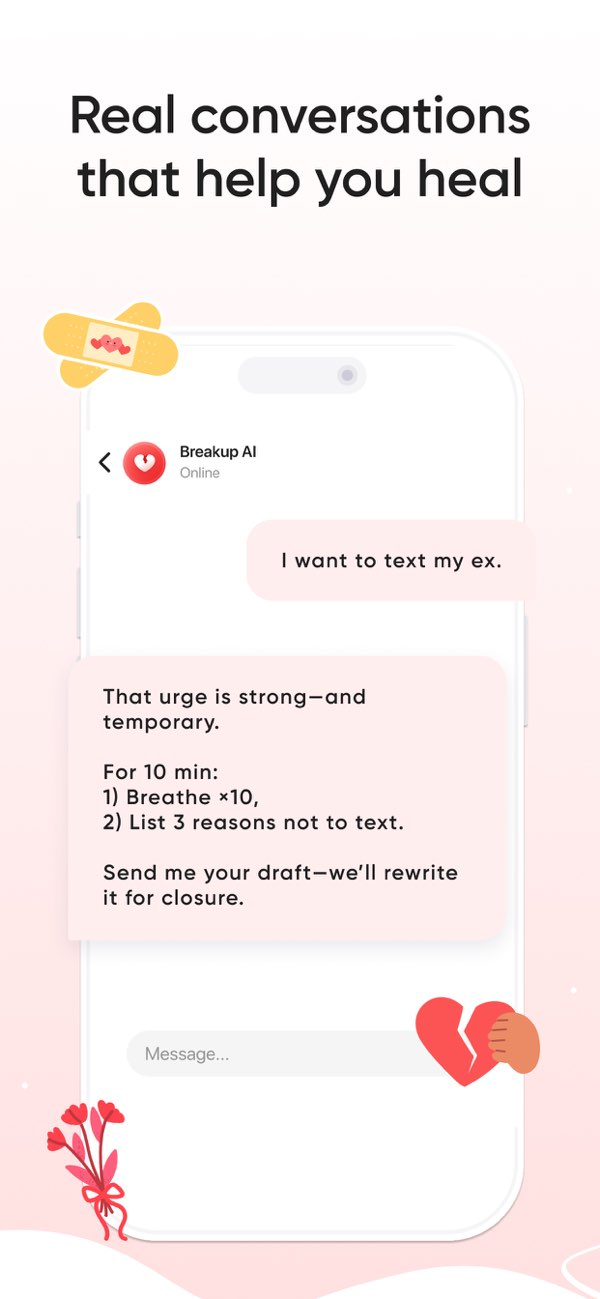 Real conversations
that help you heal
Breakup AI
Online
I want to text my ex.
That urge is strong—and
temporary.
For 10 min:
1) Breathe ×10,
2) List 3 reasons not to text.
Send me your draft—we’ll rewrite
it for closure.
Message...